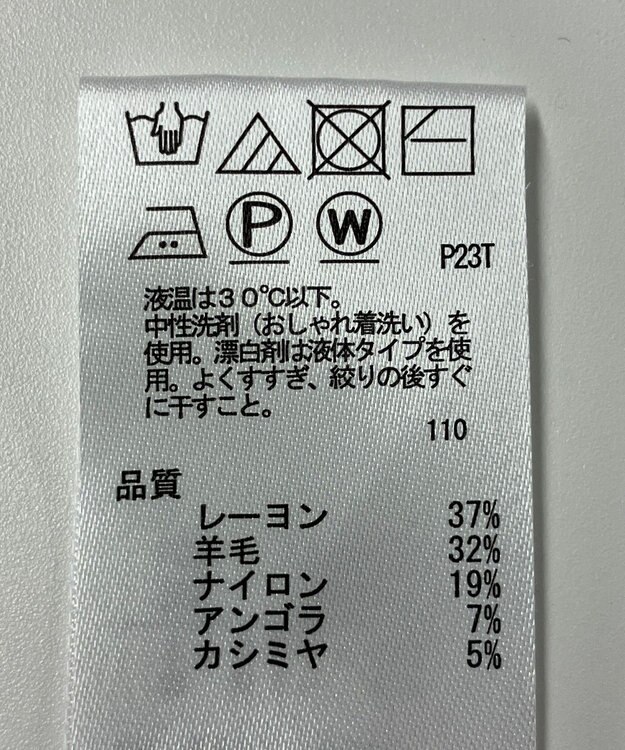 P W
P23T
液温は30℃以下。
中性洗剤（おしゃれ着洗い）を
使用。漂白剤は液体タイプを使
用。よくすすぎ、絞りの後すぐ
に干すこと。
110
品質
レーヨン 37%
羊毛 32%
ナイロン 19%
アンゴラ 7%
カシミヤ 5%